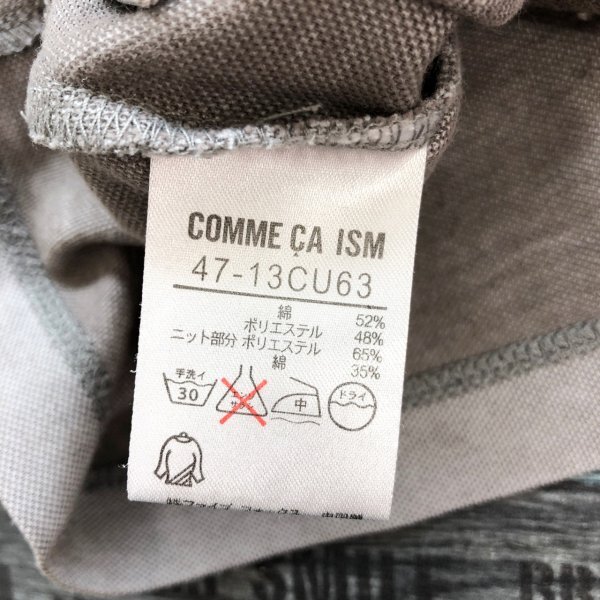 COMME ÇA ISM
47-13CU63
綿 52%
ポリエステル 48%
ニット部分 ポリエステル 65%
綿 35%
手洗イ 30
中
ドライ